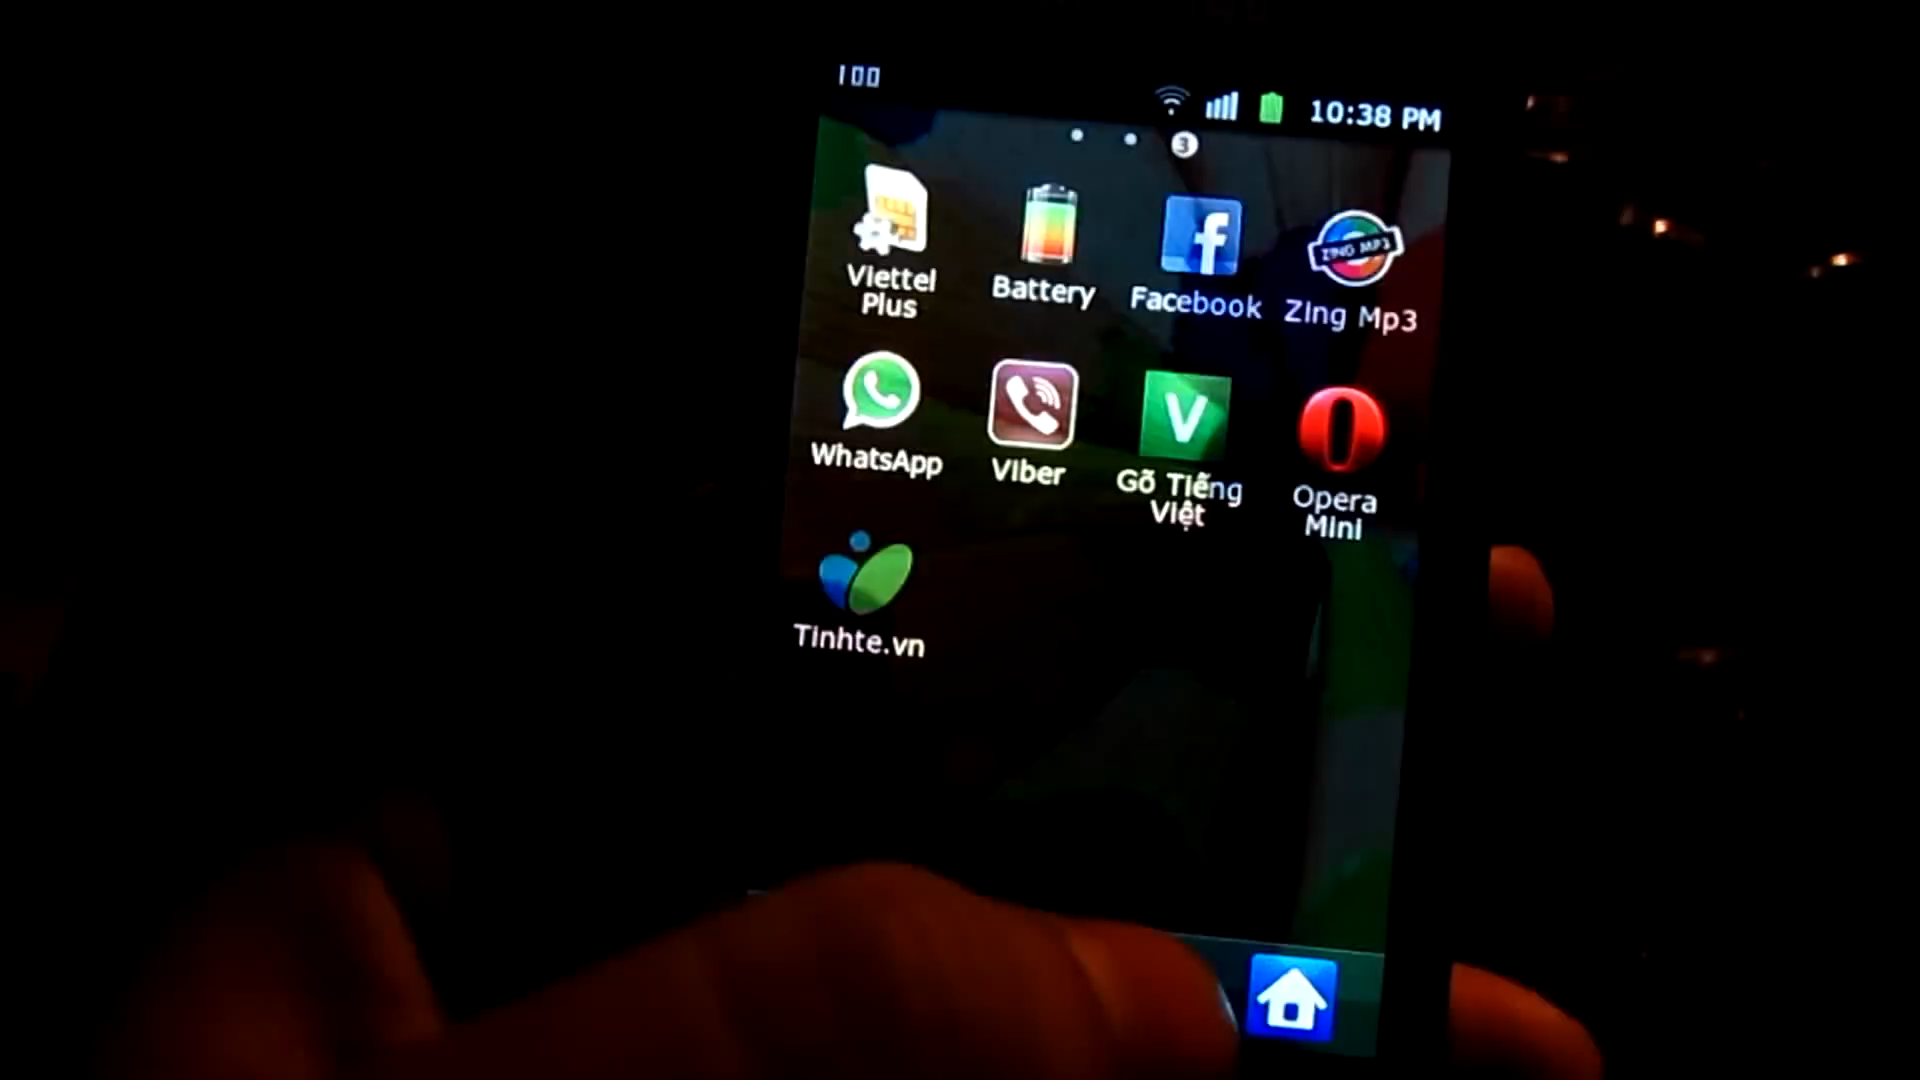 100
10:38 PM
3
Viettel
Plus
Battery
Facebook
Zing Mp3
ZING MP3
WhatsApp
Viber
Gõ Tiếng
Việt
Opera
Mini
Tinhte.vn